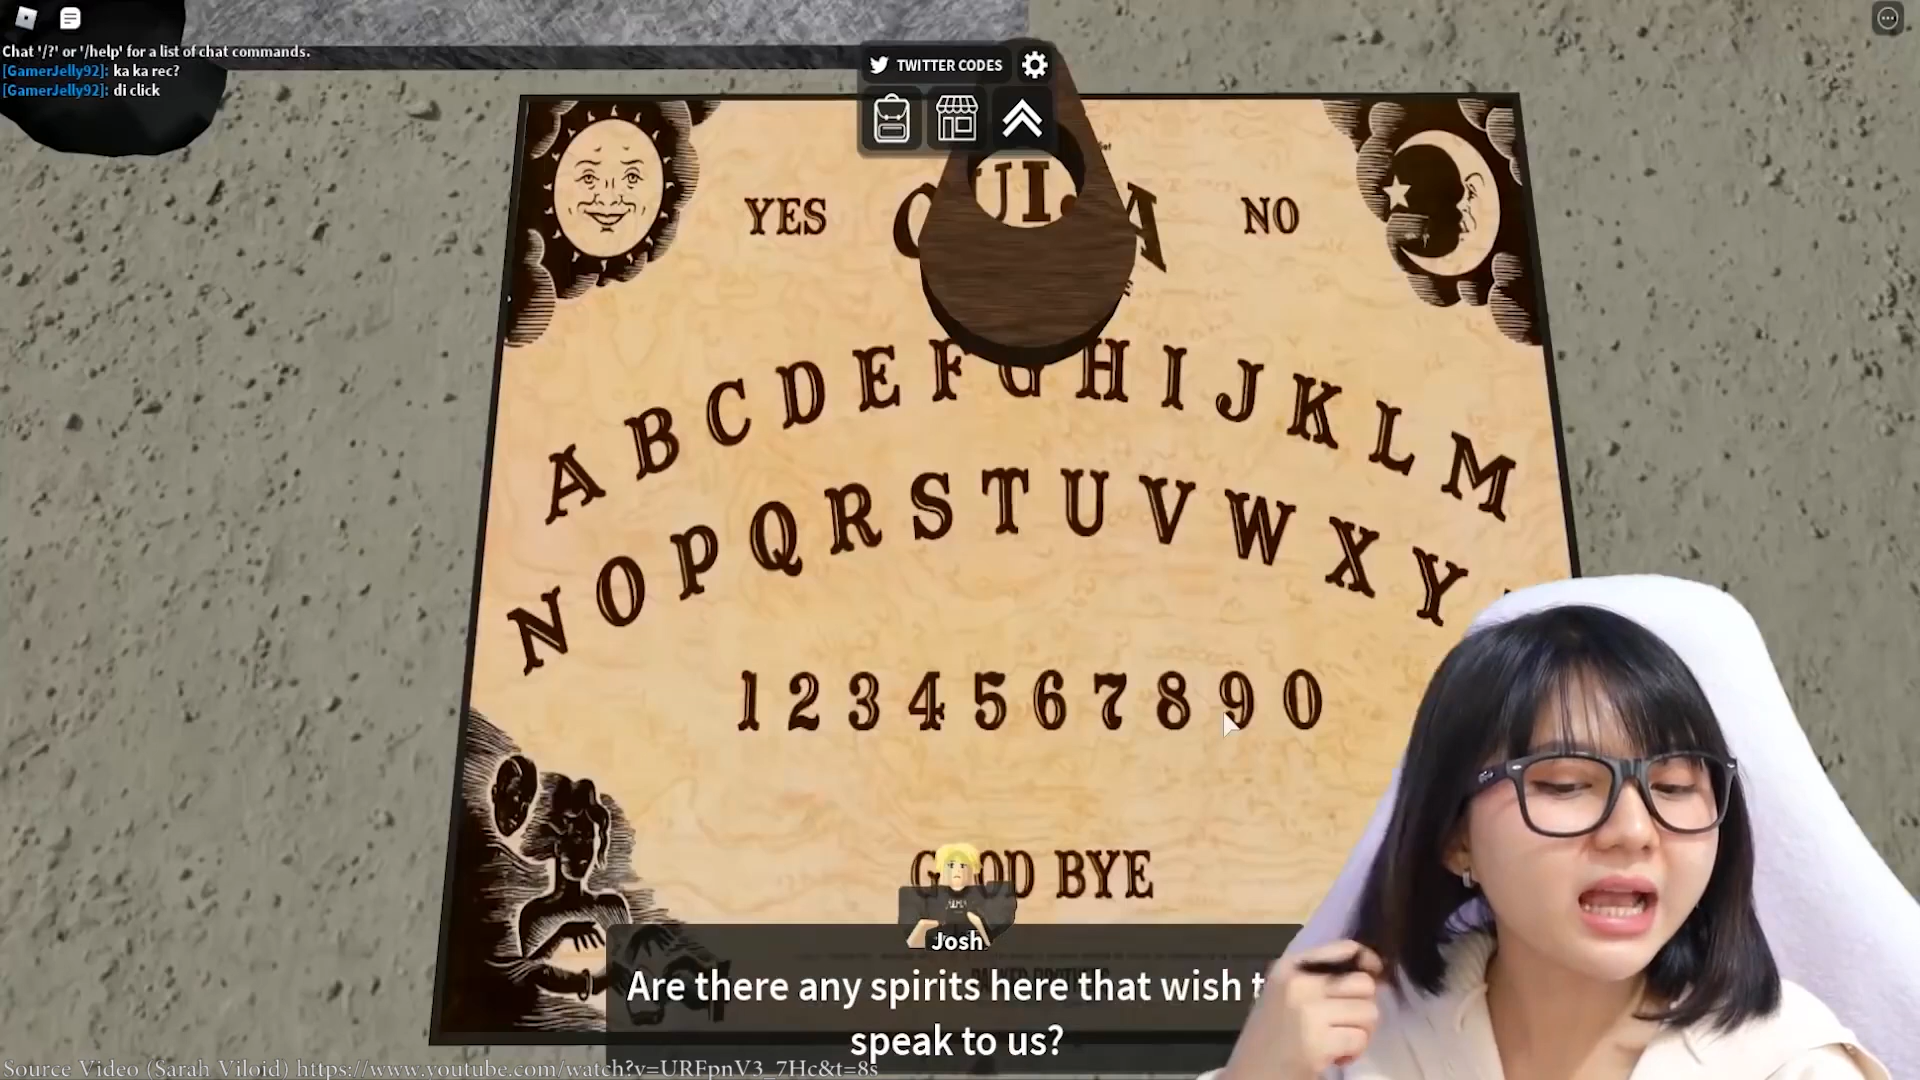 Chat '/?' or '/help' for a list of chat commands.
[GamerJelly92]: ka ka rec?
[GamerJelly92]: di click
TWITTER CODES
YES
NO
A B C D E F G H I J K L M
N O P Q R S T U V W X Y
1 2 3 4 5 6 7 8 9 0
GOOD BYE
Josh
Are there any spirits here that wish t
speak to us?
Source Video (Sarah Viloid) https://www.youtube.com/watch?v=URFpnV3_7Hc&t=8s